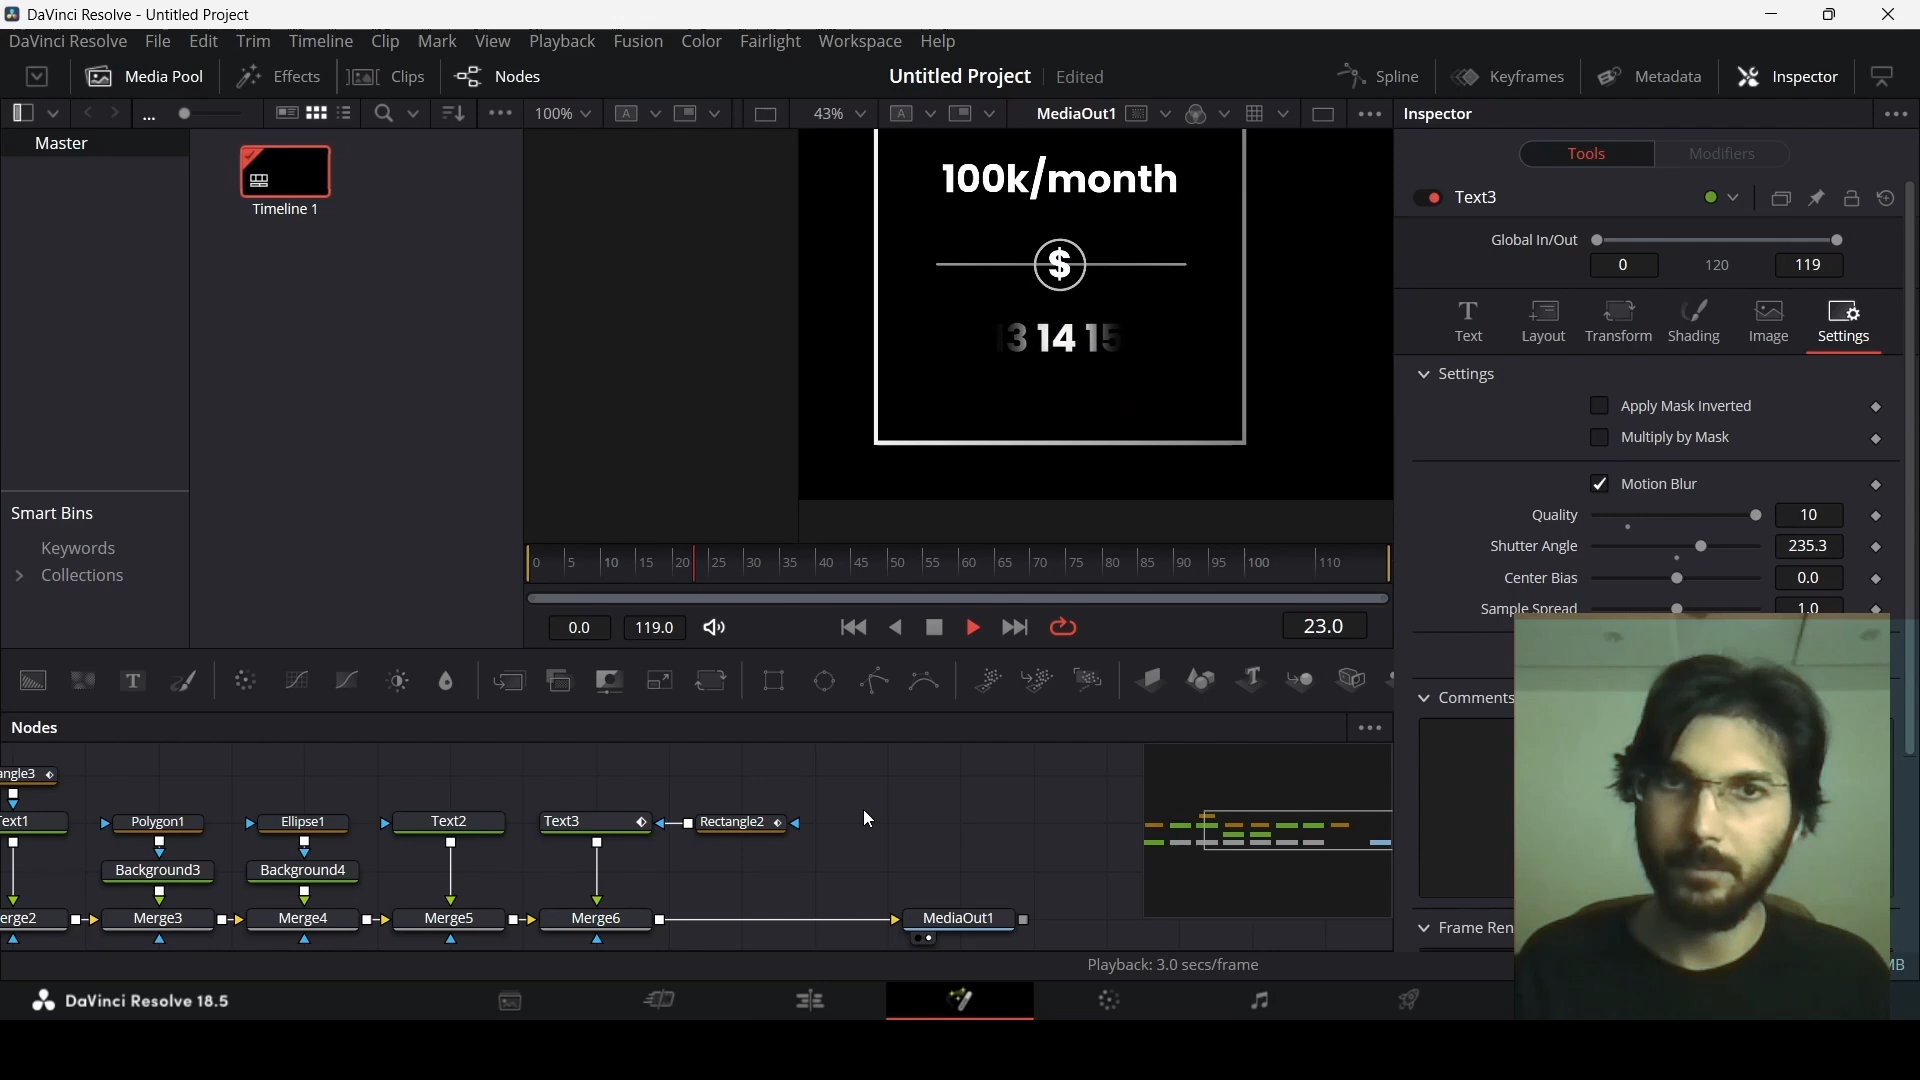 DaVinci Resolve - Untitled Project
DaVinci Resolve File Edit Trim Timeline Clip Mark View Playback Fusion Color Fairlight Workspace Help
Media Pool Effects Clips Nodes Untitled Project Edited Spline Keyframes Metadata Inspector
... 100% A 43% A MediaOut1 Inspector
Master
Timeline 1
Smart Bins
Keywords
Collections
100k/month
$
13 14 15
0 5 10 15 20 25 30 35 40 45 50 55 60 65 70 75 80 85 90 95 100 110
0.0 119.0 23.0
Tools Modifiers
Text3
Global In/Out
0 120 119
Text Layout Transform Shading Image Settings
Settings
Apply Mask Inverted
Multiply by Mask
Motion Blur
Quality 10
Shutter Angle 235.3
Center Bias 0.0
Sample Spread 1.0
Comments
Frame Ren
MB
Nodes
angle3
ext1 Polygon1 Ellipse1 Text2 Text3 Rectangle2
Background3 Background4
erge2 Merge3 Merge4 Merge5 Merge6 MediaOut1
Playback: 3.0 secs/frame
DaVinci Resolve 18.5